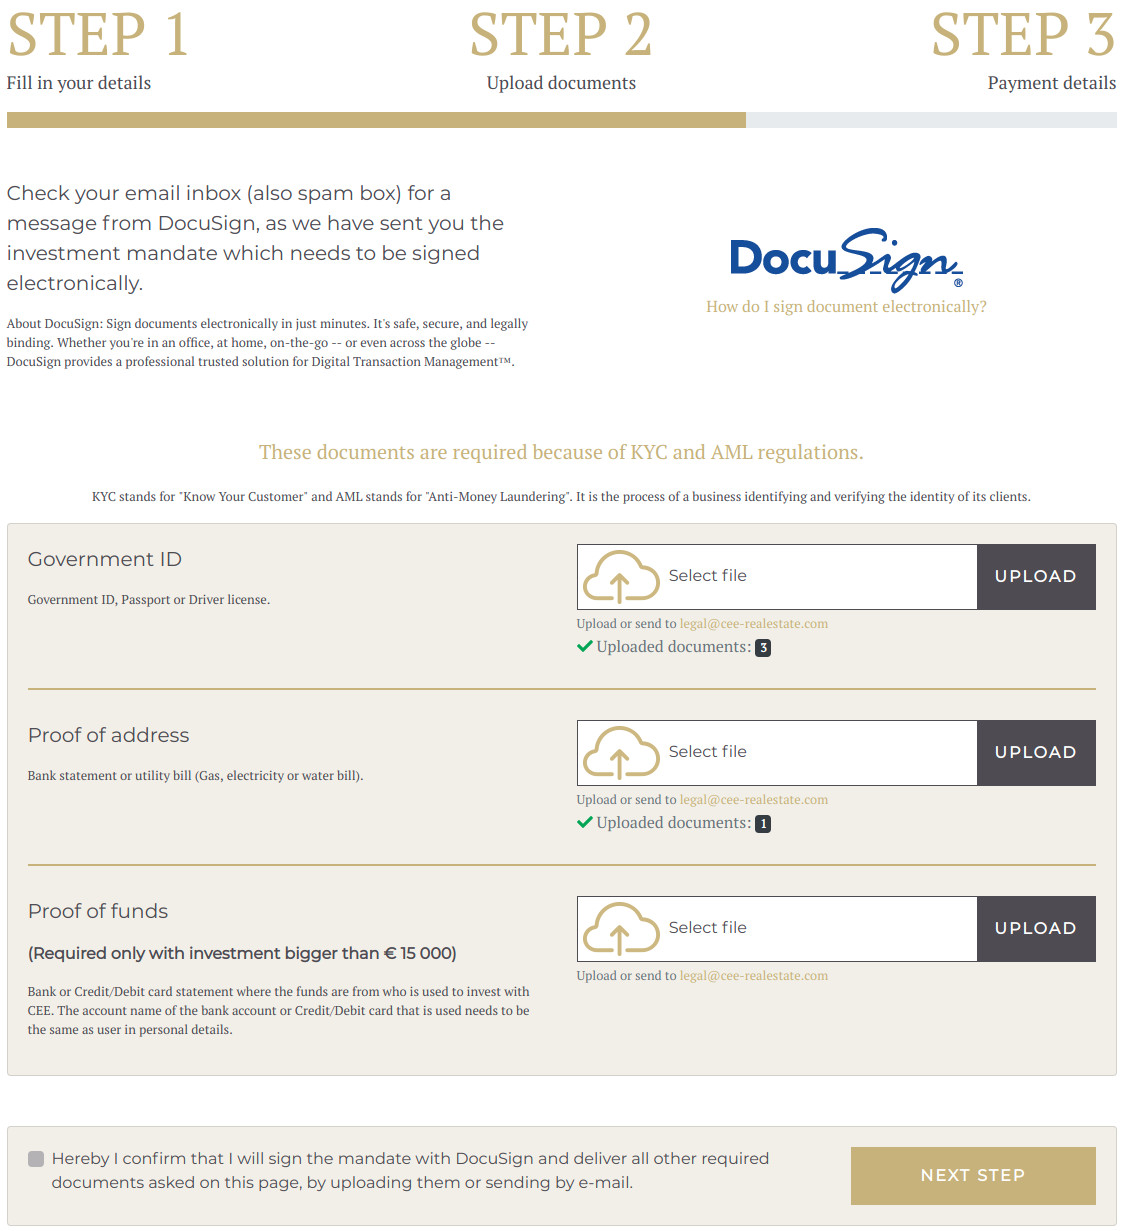 STEP 1
STEP 2
STEP 3
Fill in your details
Upload documents
Payment details
Check your email inbox (also spam box) for a
message from DocuSign, as we have sent you the
investment mandate which needs to be signed
electronically.
About DocuSign: Sign documents electronically in just minutes. It's safe, secure, and legally
binding. Whether you're in an office, at home, on-the-go -- or even across the globe --
DocuSign provides a professional trusted solution for Digital Transaction Management™.
DocuSign®
How do I sign document electronically?
These documents are required because of KYC and AML regulations.
KYC stands for "Know Your Customer" and AML stands for "Anti-Money Laundering". It is the process of a business identifying and verifying the identity of its clients.
Government ID
Government ID, Passport or Driver license.
Select file
UPLOAD
Upload or send to legal@cee-realestate.com
Uploaded documents: 3
Proof of address
Bank statement or utility bill (Gas, electricity or water bill).
Select file
UPLOAD
Upload or send to legal@cee-realestate.com
Uploaded documents: 1
Proof of funds
(Required only with investment bigger than € 15 000)
Bank or Credit/Debit card statement where the funds are from who is used to invest with
CEE. The account name of the bank account or Credit/Debit card that is used needs to be
the same as user in personal details.
Select file
UPLOAD
Upload or send to legal@cee-realestate.com
Hereby I confirm that I will sign the mandate with DocuSign and deliver all other required
documents asked on this page, by uploading them or sending by e-mail.
NEXT STEP